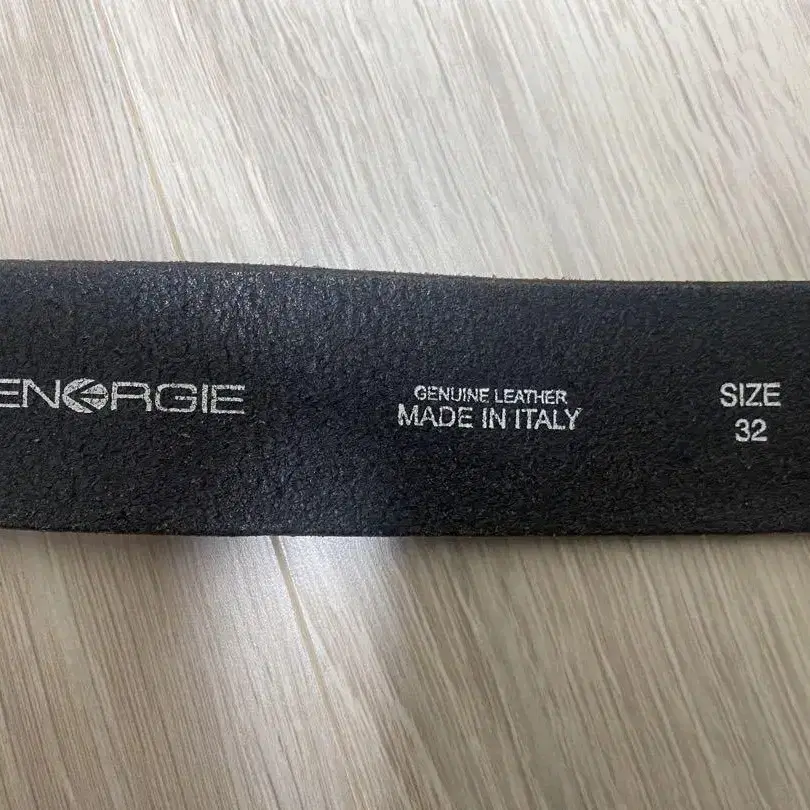 ENERGIE
GENUINE LEATHER
MADE IN ITALY
SIZE
32